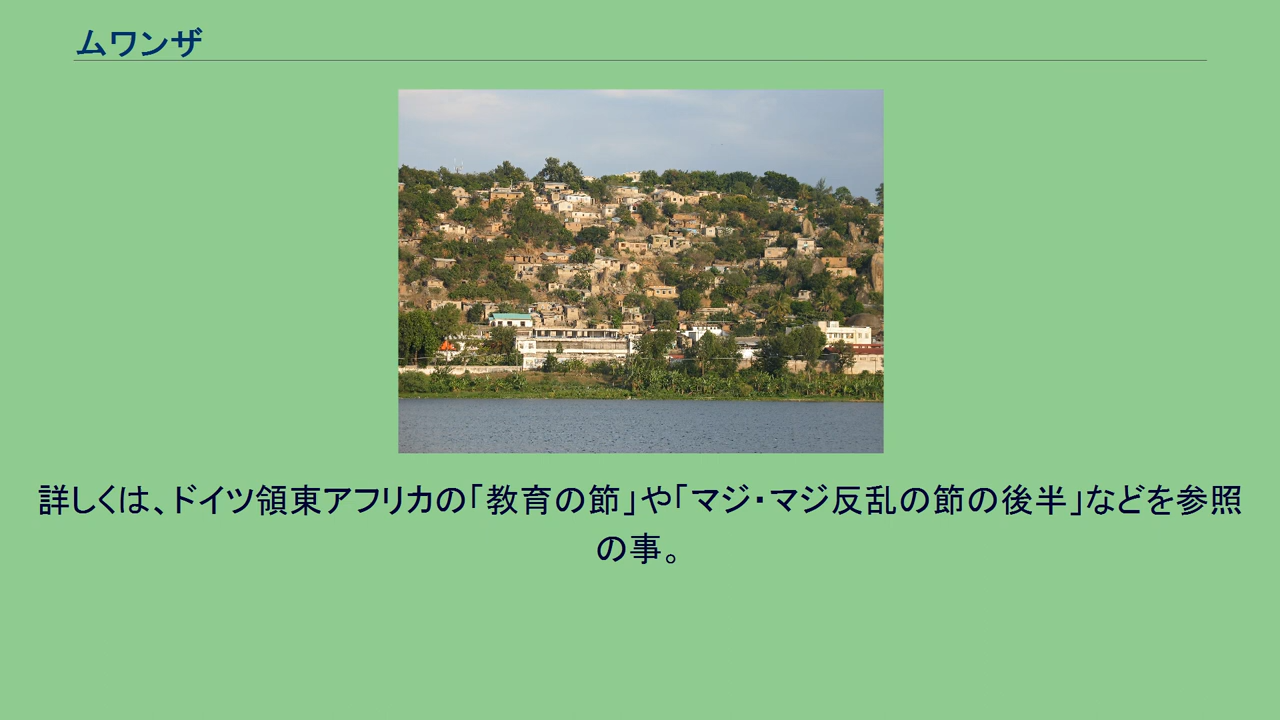 ムワンザ
詳しくは、ドイツ領東アフリカの「教育の節」や「マジ・マジ反乱の節の後半」などを参照
の事。